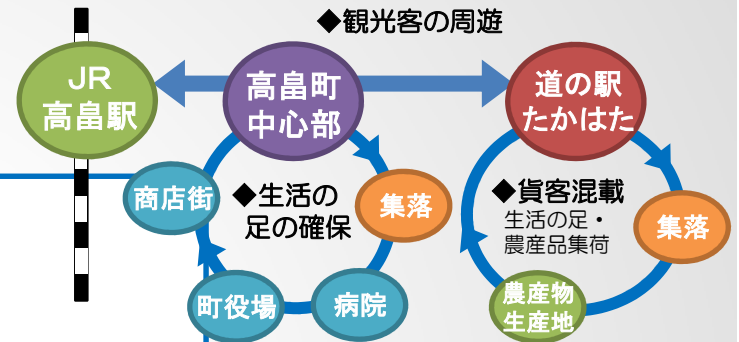 ◆観光客の周遊
JR
高畠駅
高畠町
中心部
道の駅
たかはた
商店街
◆生活の
足の確保
集落
町役場
病院
◆貨客混載
生活の足・
農産品集荷
集落
農産物
生産地